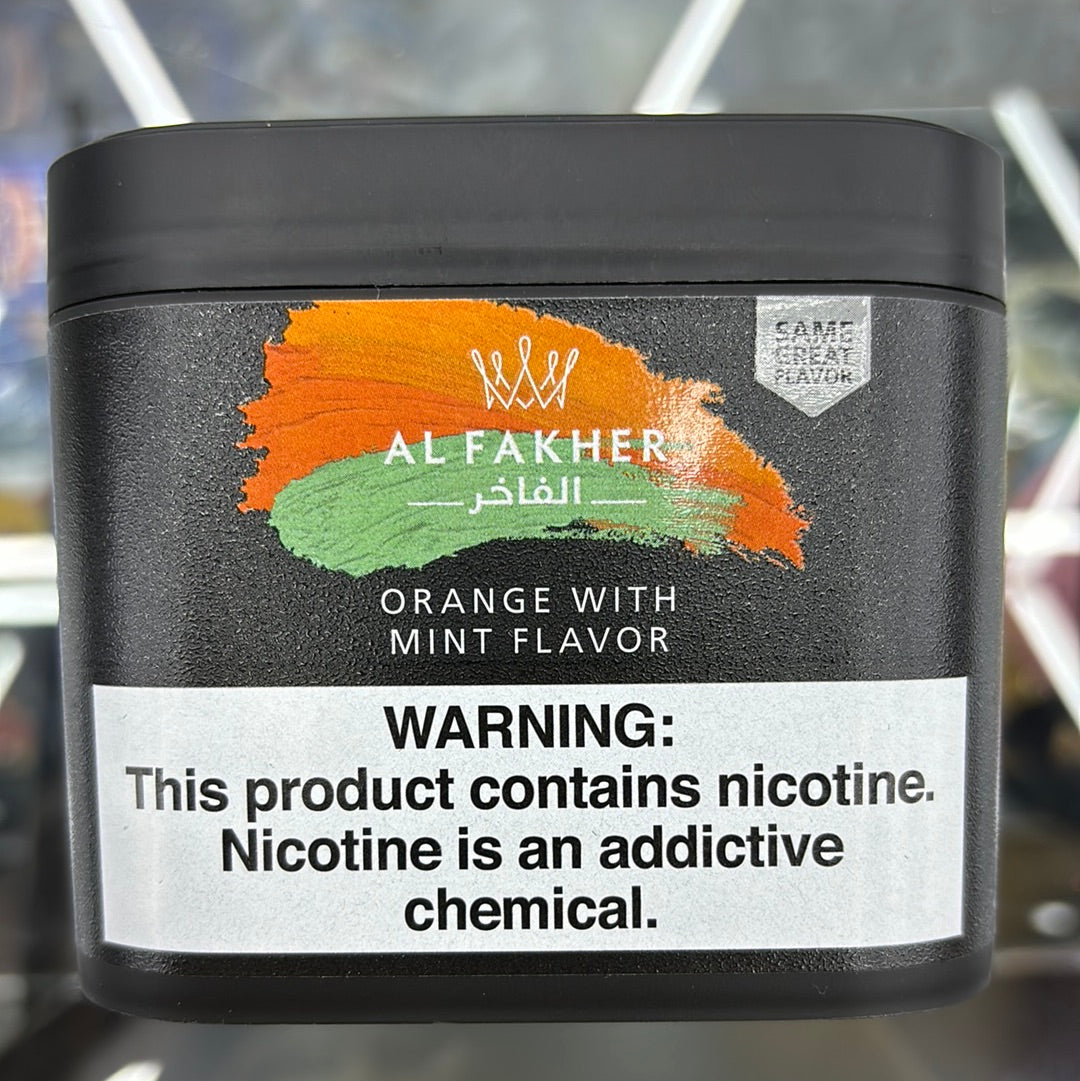 SAME
GREAT
FLAVOR
AL FAKHER
الفاخر
ORANGE WITH
MINT FLAVOR
WARNING:
This product contains nicotine.
Nicotine is an addictive
chemical.